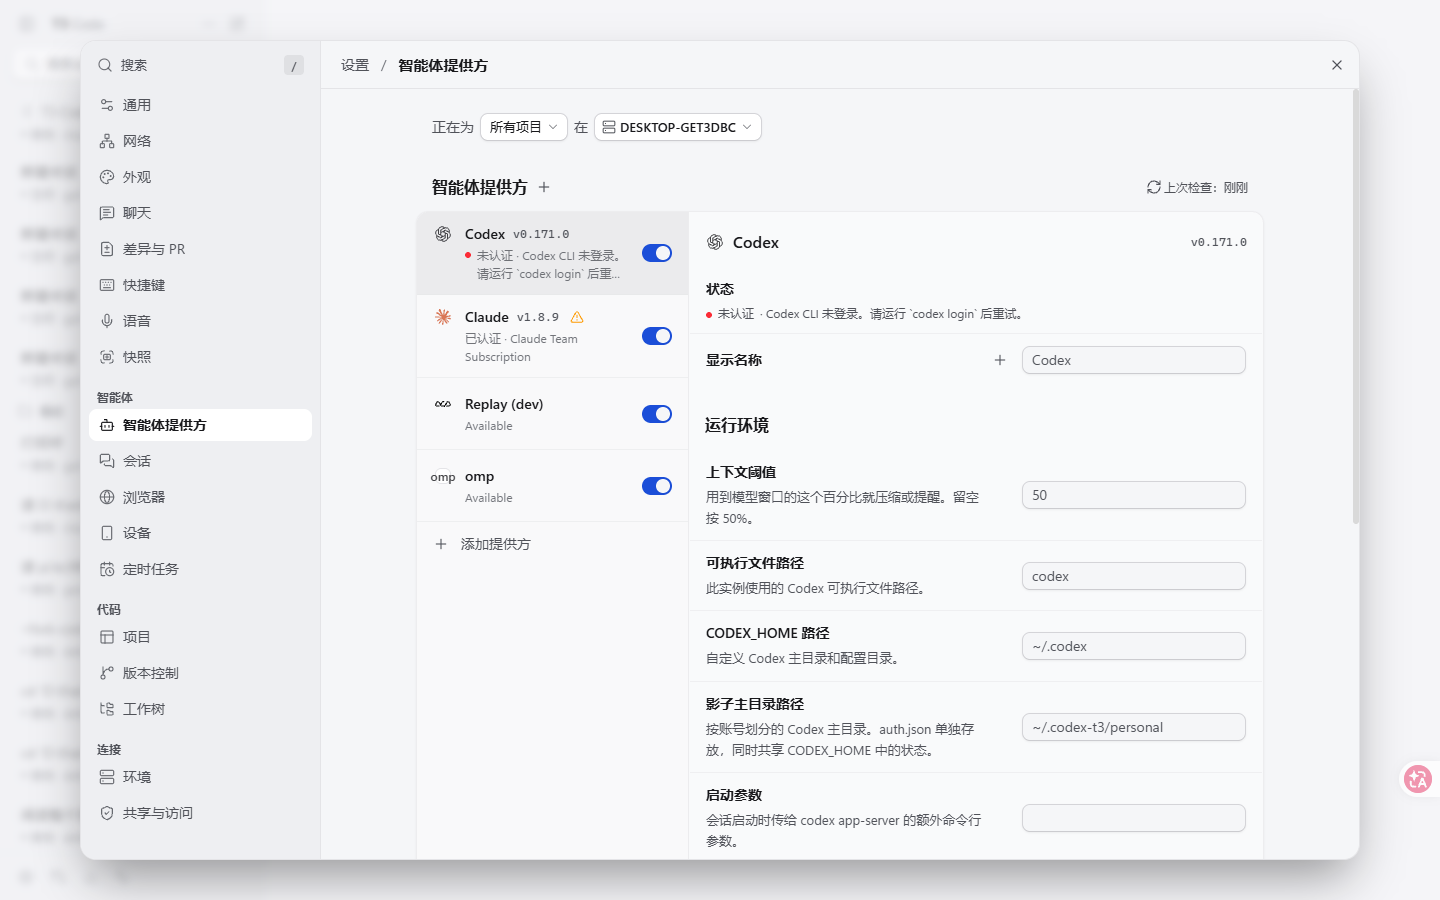 搜索 /
通用
网络
外观
聊天
差异与 PR
快捷键
语音
快照
智能体
智能体提供方
会话
浏览器
设备
定时任务
代码
项目
版本控制
工作树
连接
环境
共享与访问
设置 / 智能体提供方
正在为 所有项目 在 DESKTOP-GET3DBC
智能体提供方
上次检查：刚刚
Codex v0.171.0
未认证 · Codex CLI 未登录。
请运行 `codex login` 后重...
Claude v1.8.9
已认证 · Claude Team
Subscription
Replay (dev)
Available
omp omp
Available
添加提供方
Codex v0.171.0
状态
未认证 · Codex CLI 未登录。请运行 `codex login` 后重试。
显示名称 Codex
运行环境
上下文阈值
用到模型窗口的这个百分比就压缩或提醒。留空
按 50%。
50
可执行文件路径
此实例使用的 Codex 可执行文件路径。
codex
CODEX_HOME 路径
自定义 Codex 主目录和配置目录。
~/.codex
影子主目录路径
按账号划分的 Codex 主目录。auth.json 单独存
放，同时共享 CODEX_HOME 中的状态。
~/.codex-t3/personal
启动参数
会话启动时传给 codex app-server 的额外命令行
参数。